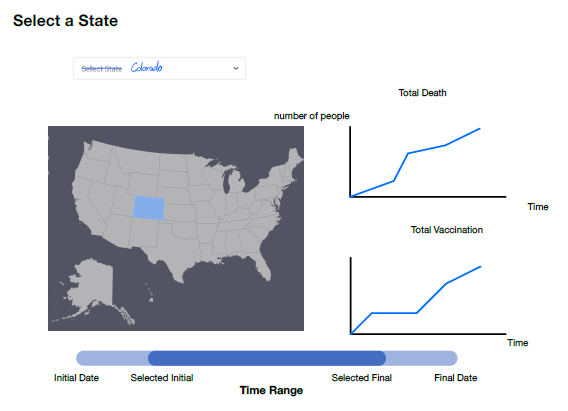 Select a State
Sellect State Colorado
Total Death
number of people
Time
Total Vaccination
Time
Initial Date Selected Initial Selected Final Final Date
Time Range